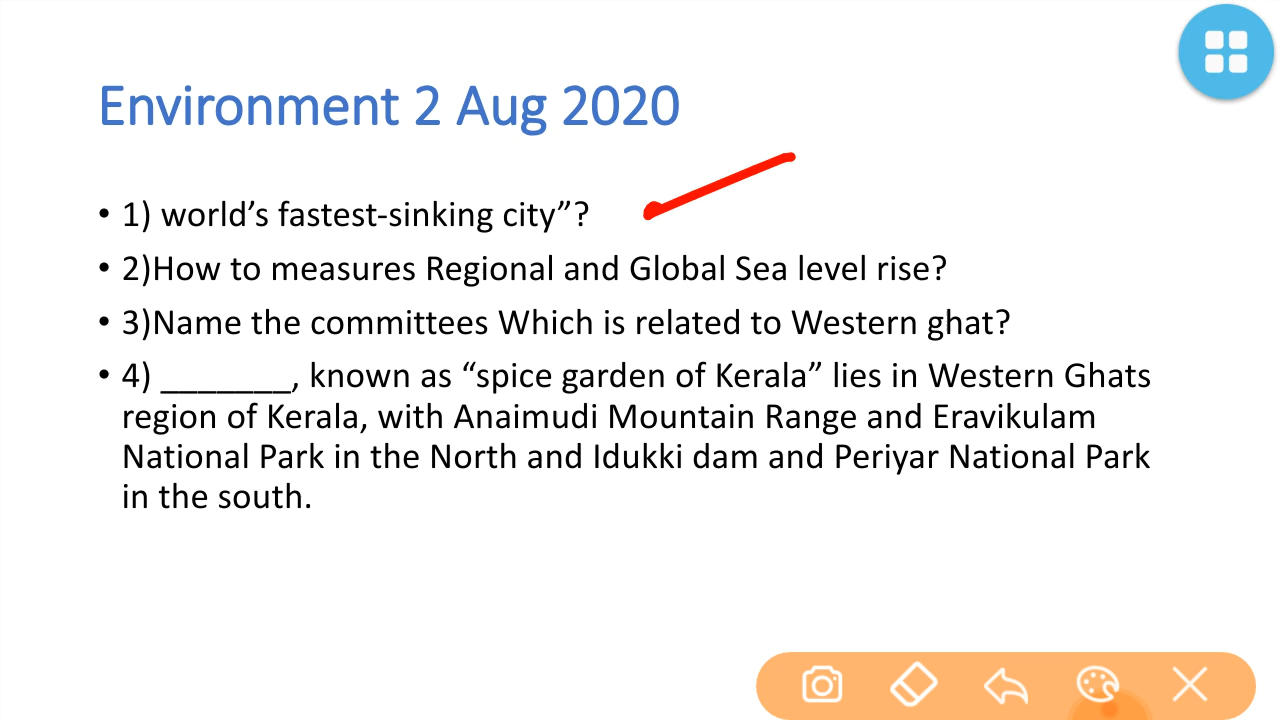 Environment 2 Aug 2020
• 1) world’s fastest-sinking city”?
• 2)How to measures Regional and Global Sea level rise?
• 3)Name the committees Which is related to Western ghat?
• 4) _______, known as “spice garden of Kerala” lies in Western Ghats
region of Kerala, with Anaimudi Mountain Range and Eravikulam
National Park in the North and Idukki dam and Periyar National Park
in the south.